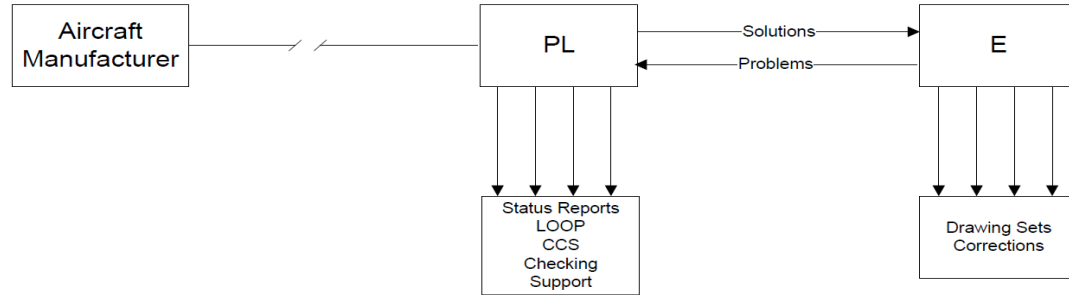 Aircraft
Manufacturer
PL
Solutions
Problems
E
Status Reports
LOOP
CCS
Checking
Support
Drawing Sets
Corrections